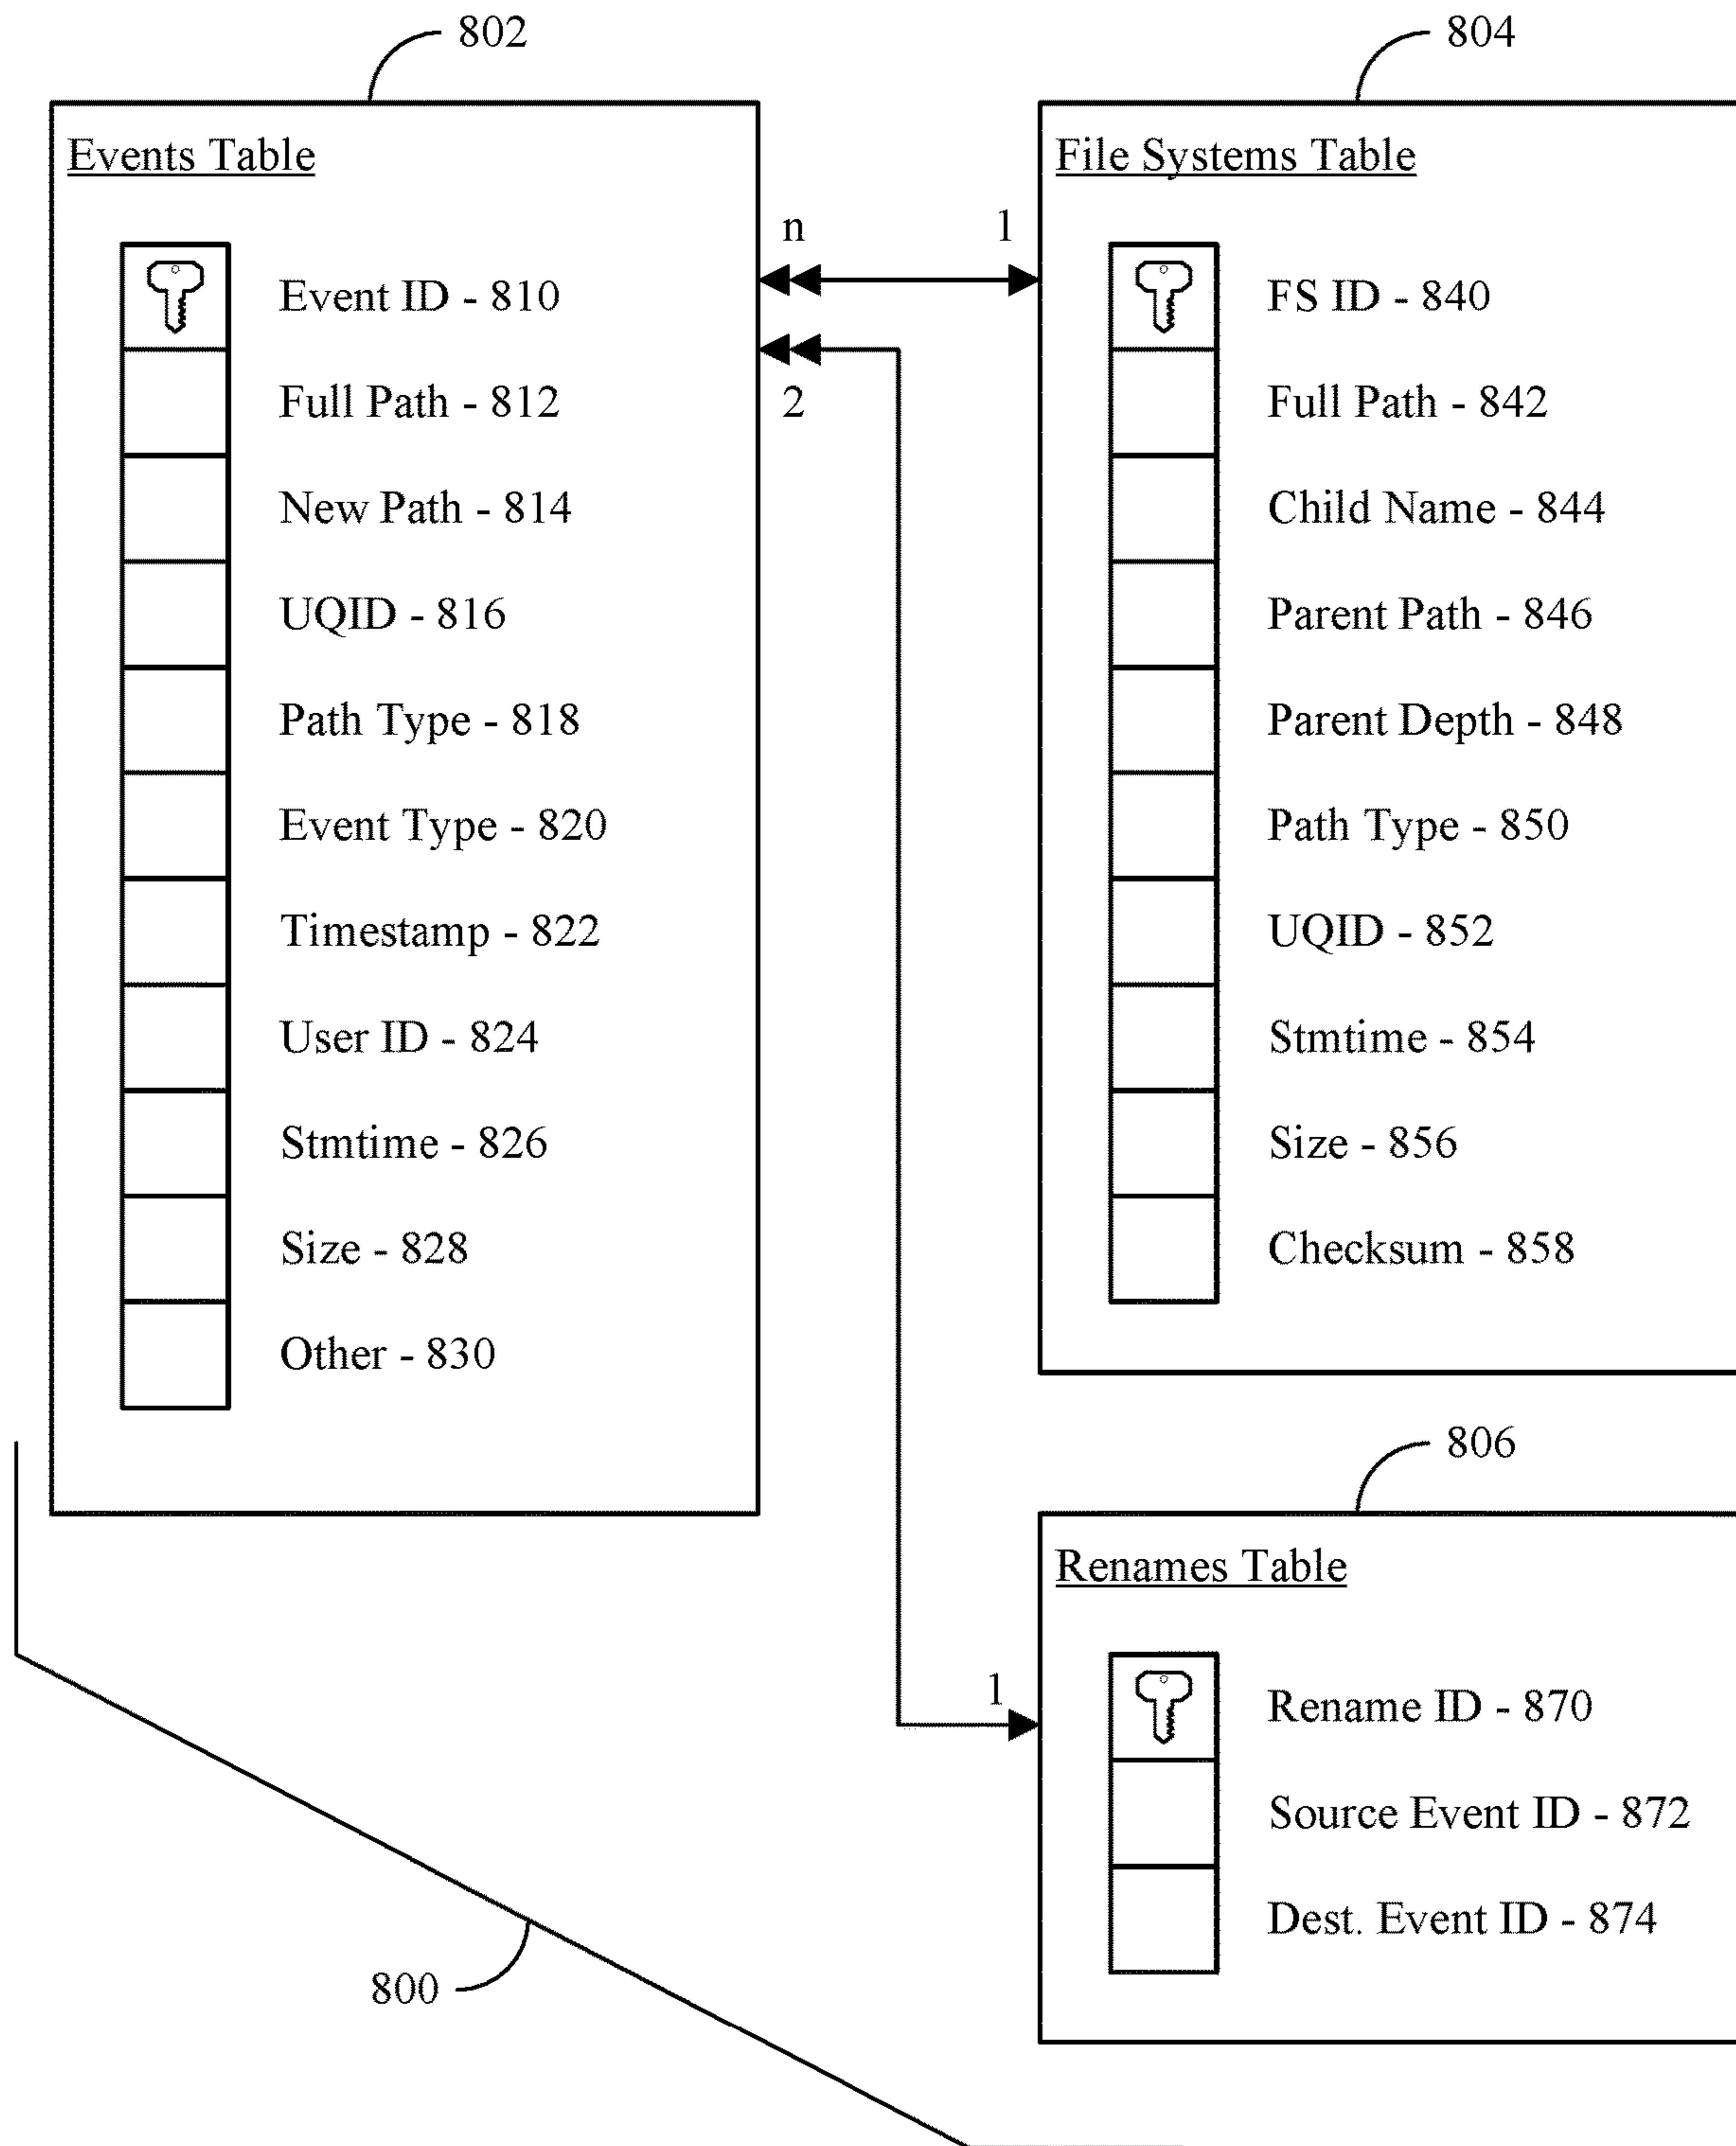 802
Events Table
Event ID - 810
Full Path - 812
New Path - 814
UQID - 816
Path Type - 818
Event Type - 820
Timestamp - 822
User ID - 824
Stmtime - 826
Size - 828
Other - 830
n
1
2
1
804
File Systems Table
FS ID - 840
Full Path - 842
Child Name - 844
Parent Path - 846
Parent Depth - 848
Path Type - 850
UQID - 852
Stmtime - 854
Size - 856
Checksum - 858
806
Renames Table
Rename ID - 870
Source Event ID - 872
Dest. Event ID - 874
800